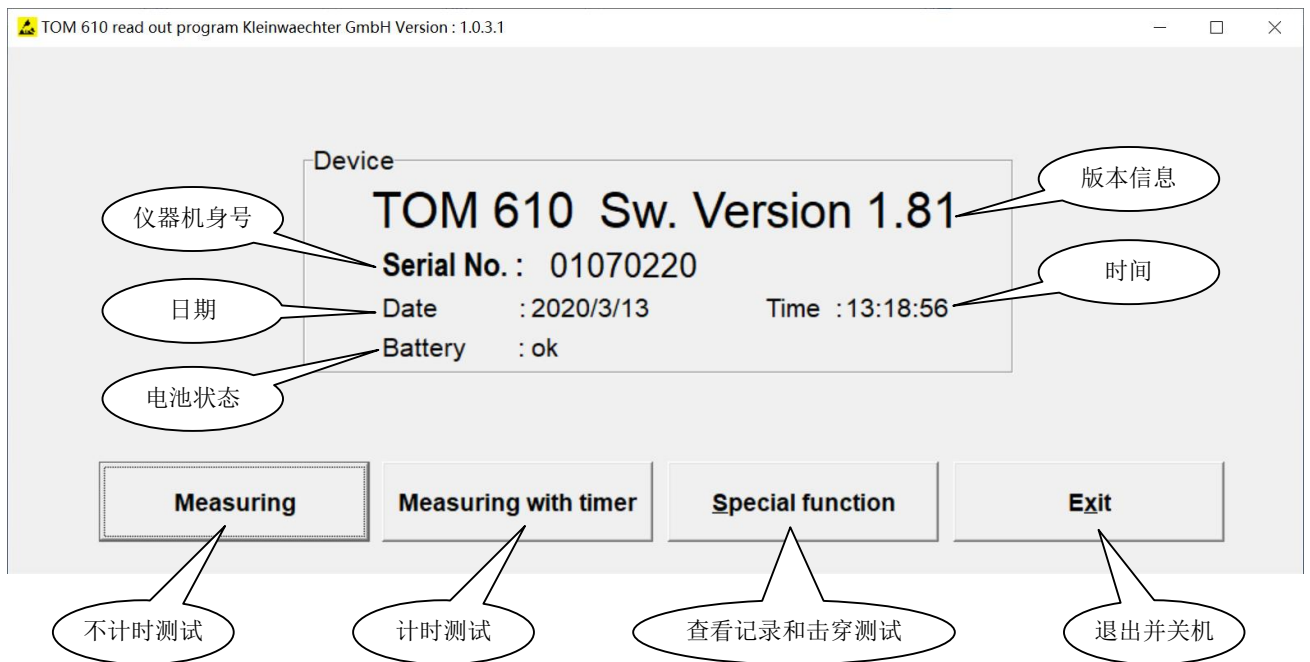 TOM 610 read out program Kleinwaechter GmbH Version : 1.0.3.1
Device
版本信息
TOM 610 Sw. Version 1.81
仪器机身号
Serial No. : 01070220
时间
日期
Date : 2020/3/13 Time : 13:18:56
Battery : ok
电池状态
Measuring Measuring with timer Special function Exit
不计时测试 计时测试 查看记录和击穿测试 退出并关机